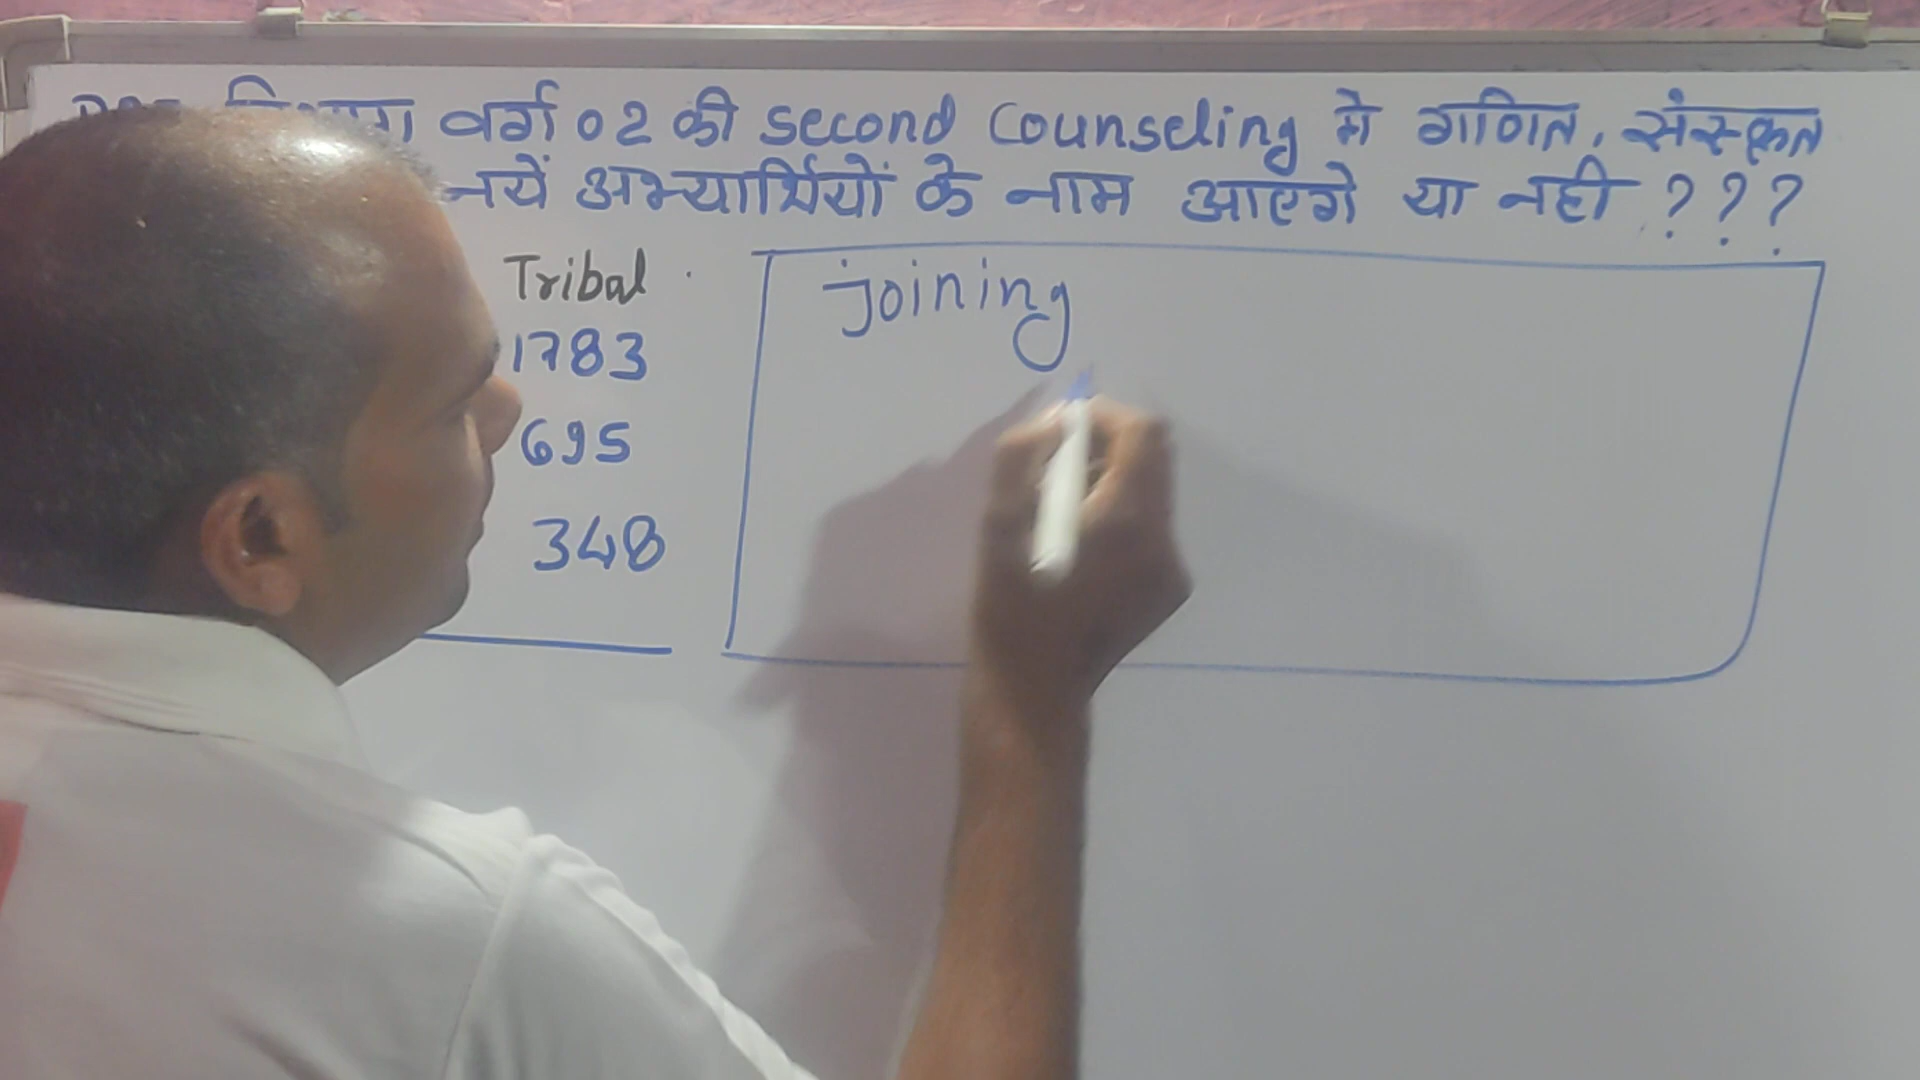 वर्ग 02 की second Counseling मे गणित, संस्कृत
नयें अभ्यार्थियों के नाम आएगे या नही ???
Tribal
1783
695
348
joining